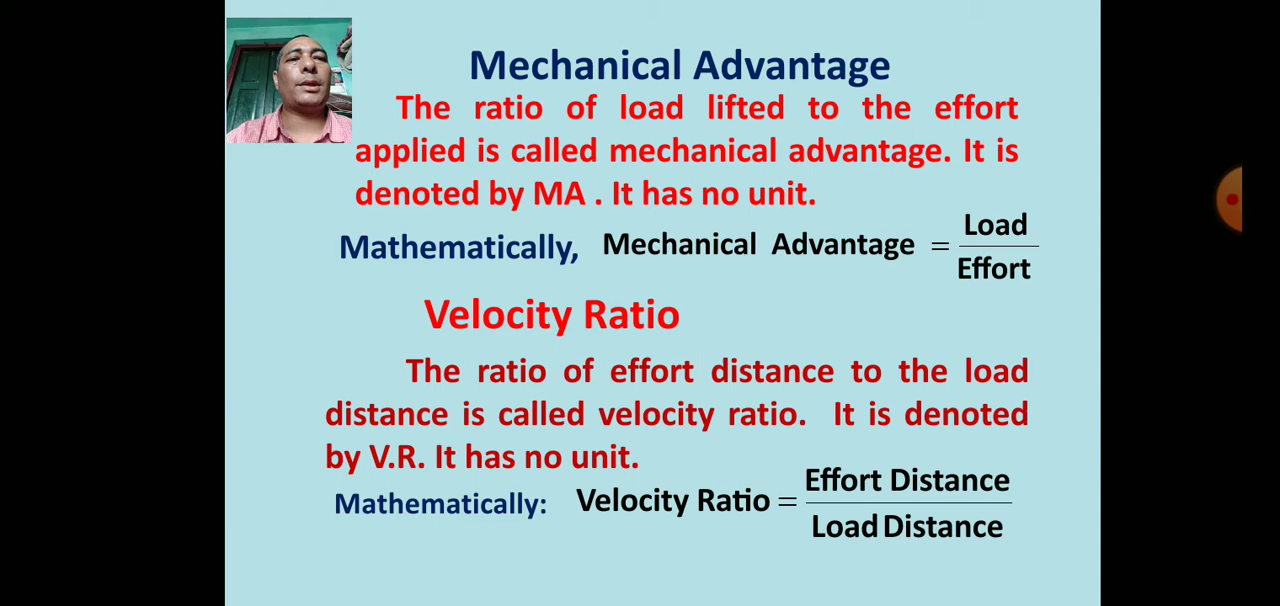 Mechanical Advantage
The ratio of load lifted to the effort
applied is called mechanical advantage. It is
denoted by MA . It has no unit.
Mathematically, Mechanical Advantage = Load / Effort
Velocity Ratio
The ratio of effort distance to the load
distance is called velocity ratio. It is denoted
by V.R. It has no unit.
Mathematically: Velocity Ratio = Effort Distance / Load Distance